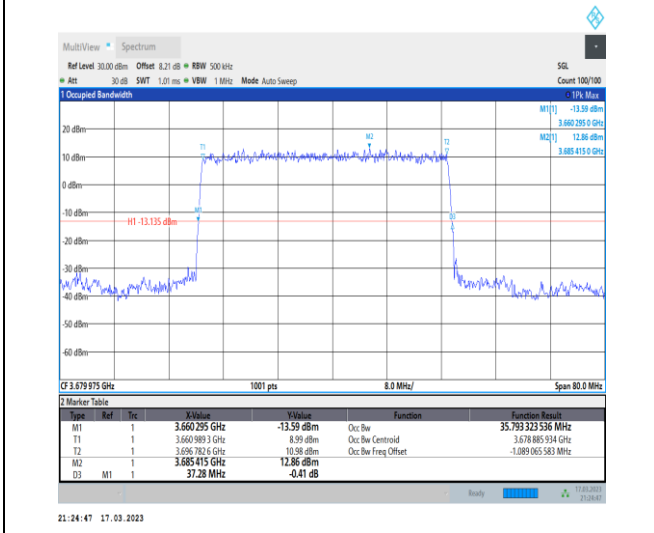 MultiView Spectrum
Ref Level 30.00 dBm Offset 8.21 dB RBW 500 kHz SGL
Att 30 dB SWT 1.01 ms VBW 1 MHz Mode Auto Sweep Count 100/100
1 Occupied Bandwidth 1Pk Max
M1[1] -13.59 dBm
3.660 295 0 GHz
M2[1] 12.86 dBm
3.685 415 0 GHz
20 dBm
M2
T1
T2
10 dBm
0 dBm
-10 dBm
M1
D3
H1 -13.135 dBm
-20 dBm
-30 dBm
-40 dBm
-50 dBm
-60 dBm
CF 3.679 975 GHz 1001 pts 8.0 MHz/ Span 80.0 MHz
2 Marker Table
Type Ref Trc X-Value Y-Value Function Function Result
M1 1 3.660 295 GHz -13.59 dBm Occ Bw 35.793 323 536 MHz
T1 1 3.660 989 3 GHz 8.99 dBm Occ Bw Centroid 3.678 885 934 GHz
T2 1 3.696 782 6 GHz 10.98 dBm Occ Bw Freq Offset -1.089 065 583 MHz
M2 1 3.685 415 GHz 12.86 dBm
D3 M1 1 37.28 MHz -0.41 dB
Ready 17.03.2023
21:24:47
21:24:47 17.03.2023